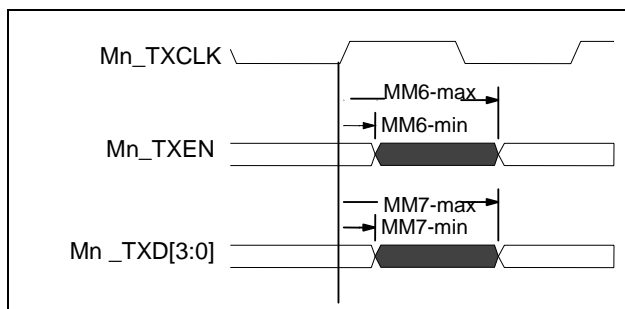 Mn_TXCLK
MM6-max
MM6-min
Mn_TXEN
MM7-max
MM7-min
Mn _TXD[3:0]